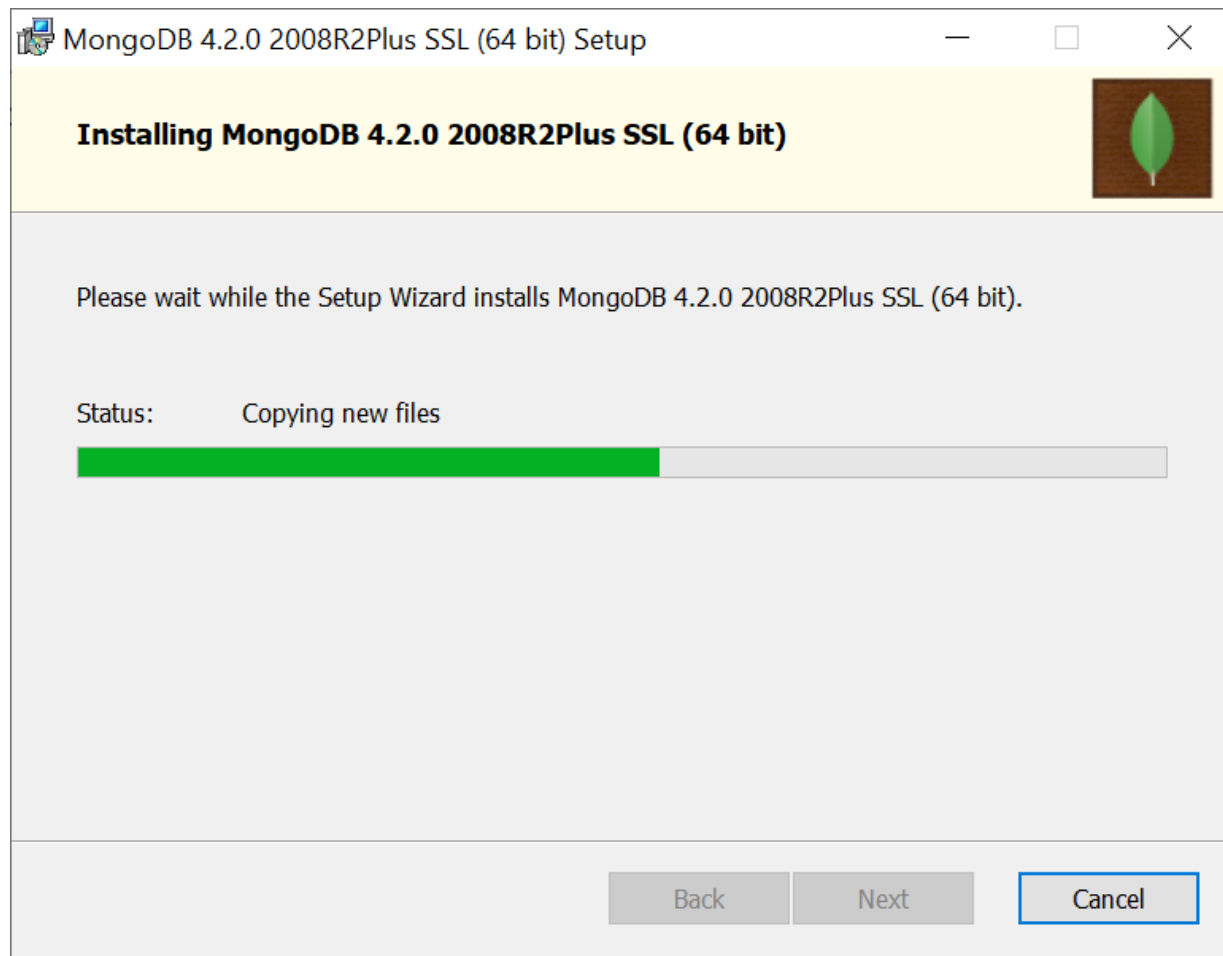 MongoDB 4.2.0 2008R2Plus SSL (64 bit) Setup
Installing MongoDB 4.2.0 2008R2Plus SSL (64 bit)
Please wait while the Setup Wizard installs MongoDB 4.2.0 2008R2Plus SSL (64 bit).
Status: Copying new files
Back Next Cancel